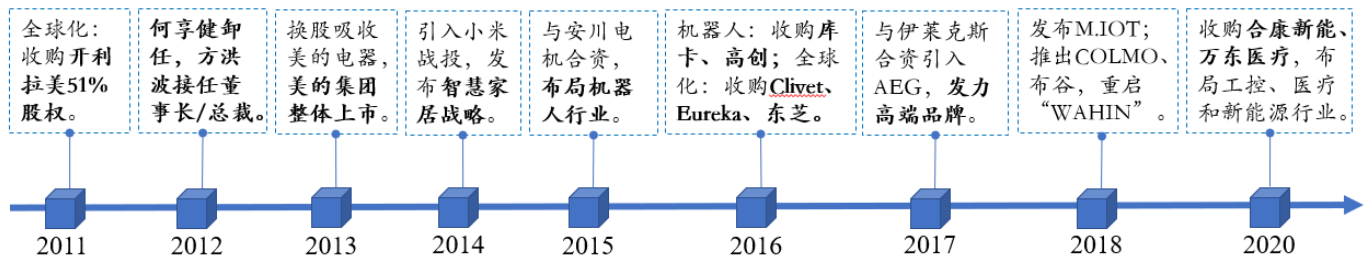 全球化：
收购开利
拉美51%
股权。
何享健卸
任，方洪
波接任董
事长/总裁。
换股吸收
美的电器，
美的集团
整体上市。
引入小米
战投，发
布智慧家
居战略。
与安川电
机合资，
布局机器
人行业。
机器人：收购库
卡、高创；全球
化：收购Clivet、
Eureka、东芝。
与伊莱克斯
合资引入
AEG，发力
高端品牌。
发布M.IOT；
推出COLMO、
布谷，重启
“WAHIN”。
收购合康新能、
万东医疗，布
局工控、医疗
和新能源行业。
2011
2012
2013
2014
2015
2016
2017
2018
2020